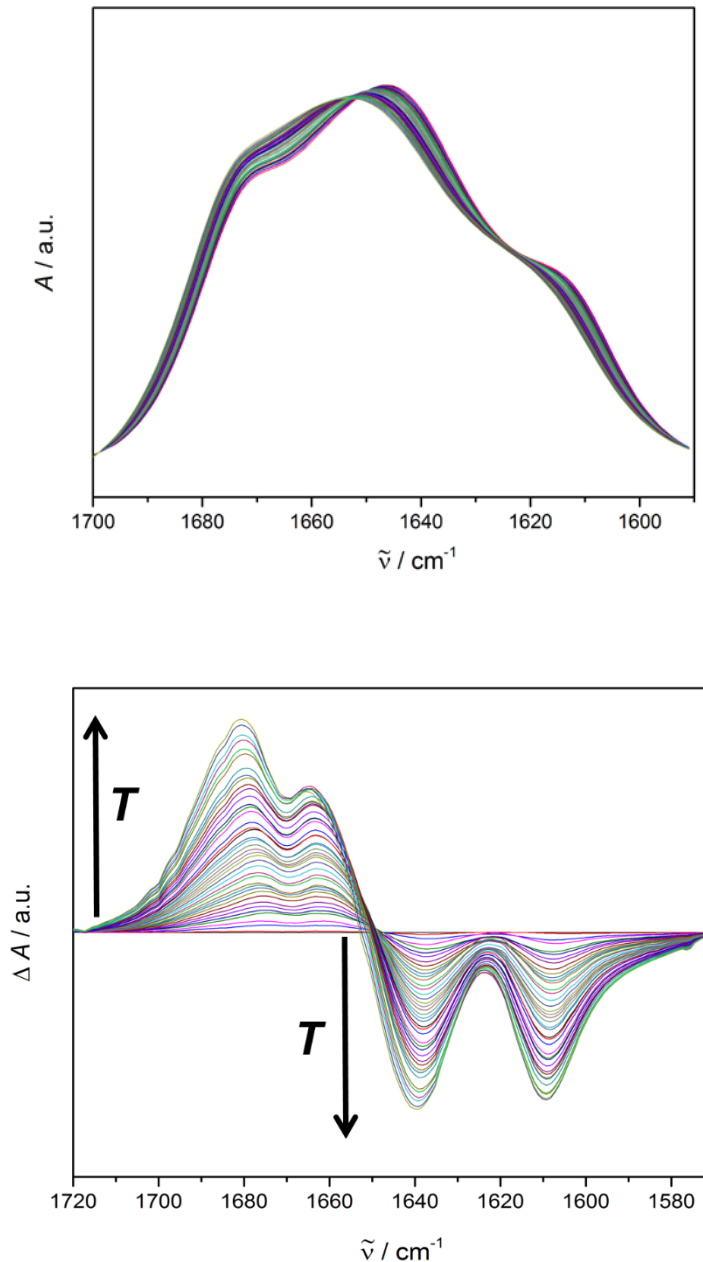 A / a.u.
1700 1680 1660 1640 1620 1600
ṽ / cm⁻¹
T
T
Δ A / a.u.
1720 1700 1680 1660 1640 1620 1600 1580
ṽ / cm⁻¹